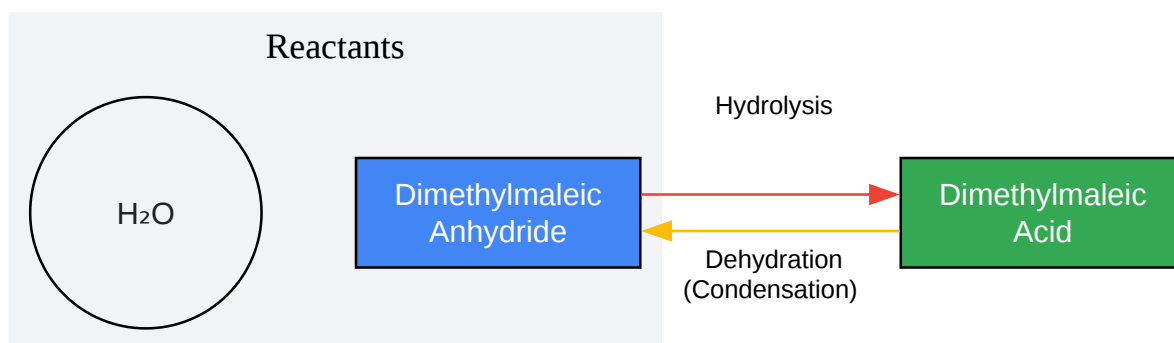 Reactants
Hydrolysis
H₂O
Dimethylmaleic
Anhydride
Dimethylmaleic
Acid
Dehydration
(Condensation)